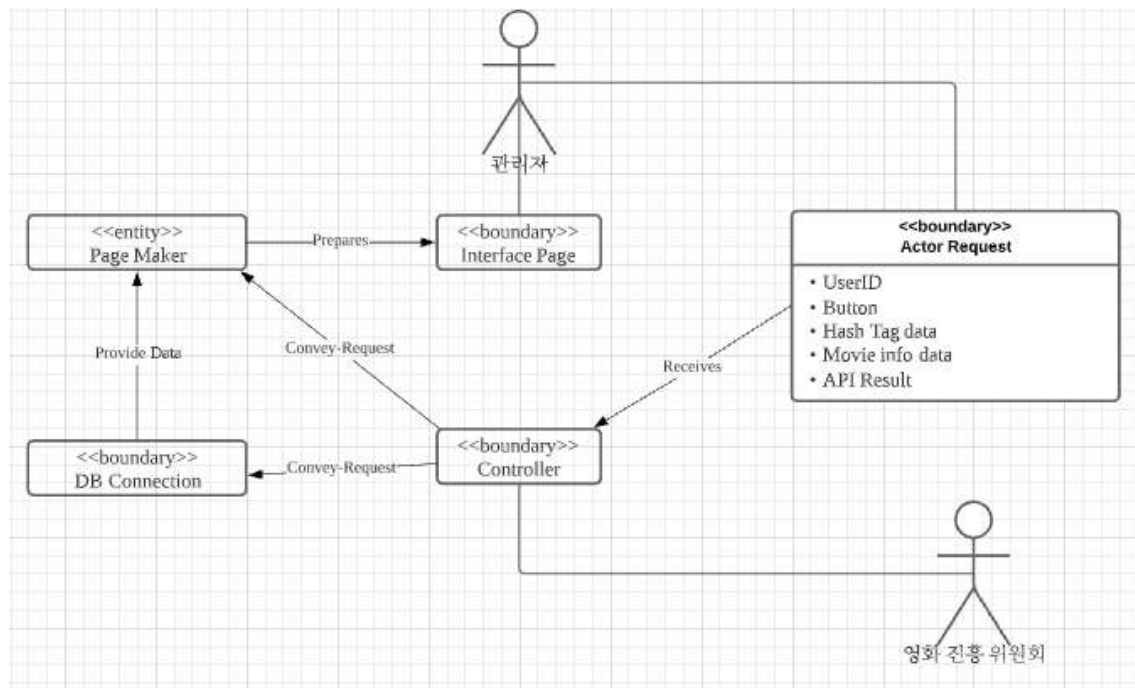 관리자
<<entity>>
Page Maker
Prepares
<<boundary>>
Interface Page
<<boundary>>
Actor Request
• UserID
• Button
• Hash Tag data
• Movie info data
• API Result
Provide Data
Convey-Request
Receives
<<boundary>>
DB Connection
Convey-Request
<<boundary>>
Controller
영화 진흥 위원회